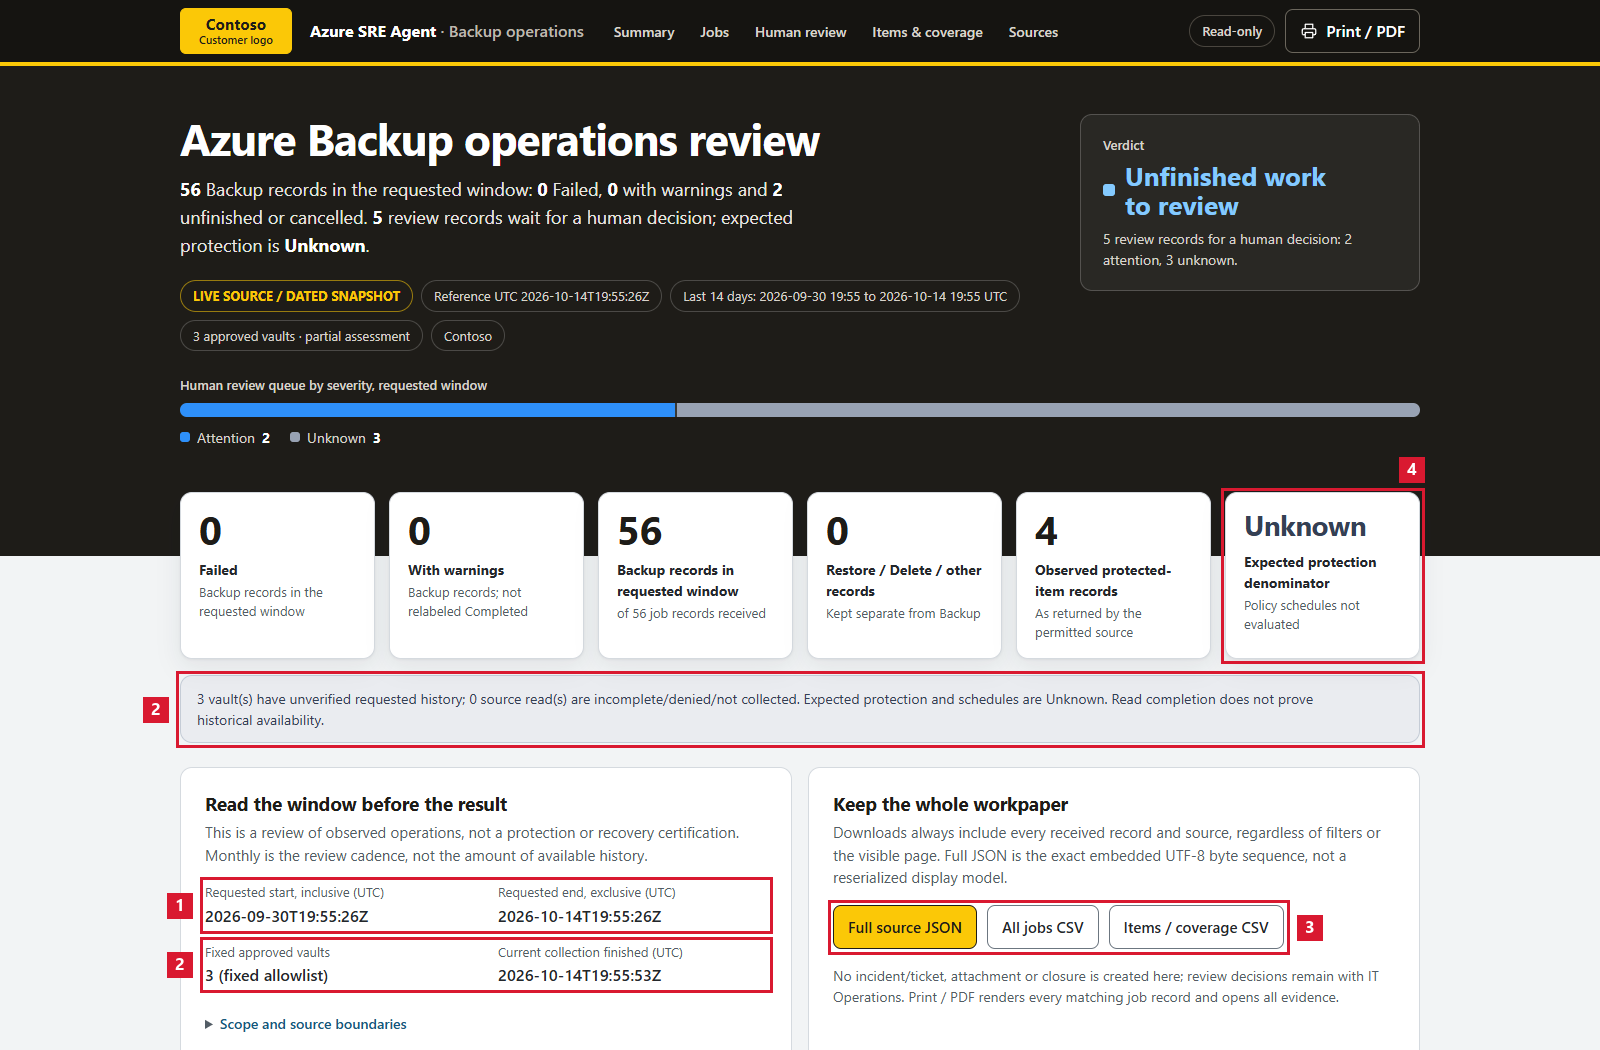 Contoso
Customer logo
Azure SRE Agent · Backup operations
Summary
Jobs
Human review
Items & coverage
Sources
Read-only
Print / PDF
Azure Backup operations review
56 Backup records in the requested window: 0 Failed, 0 with warnings and 2
unfinished or cancelled. 5 review records wait for a human decision; expected
protection is Unknown.
Verdict
Unfinished work
to review
5 review records for a human decision: 2
attention, 3 unknown.
LIVE SOURCE / DATED SNAPSHOT
Reference UTC 2026-10-14T19:55:26Z
Last 14 days: 2026-09-30 19:55 to 2026-10-14 19:55 UTC
3 approved vaults · partial assessment
Contoso
Human review queue by severity, requested window
Attention 2
Unknown 3
4
0
Failed
Backup records in the
requested window
0
With warnings
Backup records; not
relabeled Completed
56
Backup records in
requested window
of 56 job records received
0
Restore / Delete / other
records
Kept separate from Backup
4
Observed protected-
item records
As returned by the
permitted source
Unknown
Expected protection
denominator
Policy schedules not
evaluated
2
3 vault(s) have unverified requested history; 0 source read(s) are incomplete/denied/not collected. Expected protection and schedules are Unknown. Read completion does not prove
historical availability.
Read the window before the result
This is a review of observed operations, not a protection or recovery certification.
Monthly is the review cadence, not the amount of available history.
1
Requested start, inclusive (UTC)
2026-09-30T19:55:26Z
Requested end, exclusive (UTC)
2026-10-14T19:55:26Z
2
Fixed approved vaults
3 (fixed allowlist)
Current collection finished (UTC)
2026-10-14T19:55:53Z
Scope and source boundaries
Keep the whole workpaper
Downloads always include every received record and source, regardless of filters or
the visible page. Full JSON is the exact embedded UTF-8 byte sequence, not a
reserialized display model.
Full source JSON
All jobs CSV
Items / coverage CSV
3
No incident/ticket, attachment or closure is created here; review decisions remain with IT
Operations. Print / PDF renders every matching job record and opens all evidence.